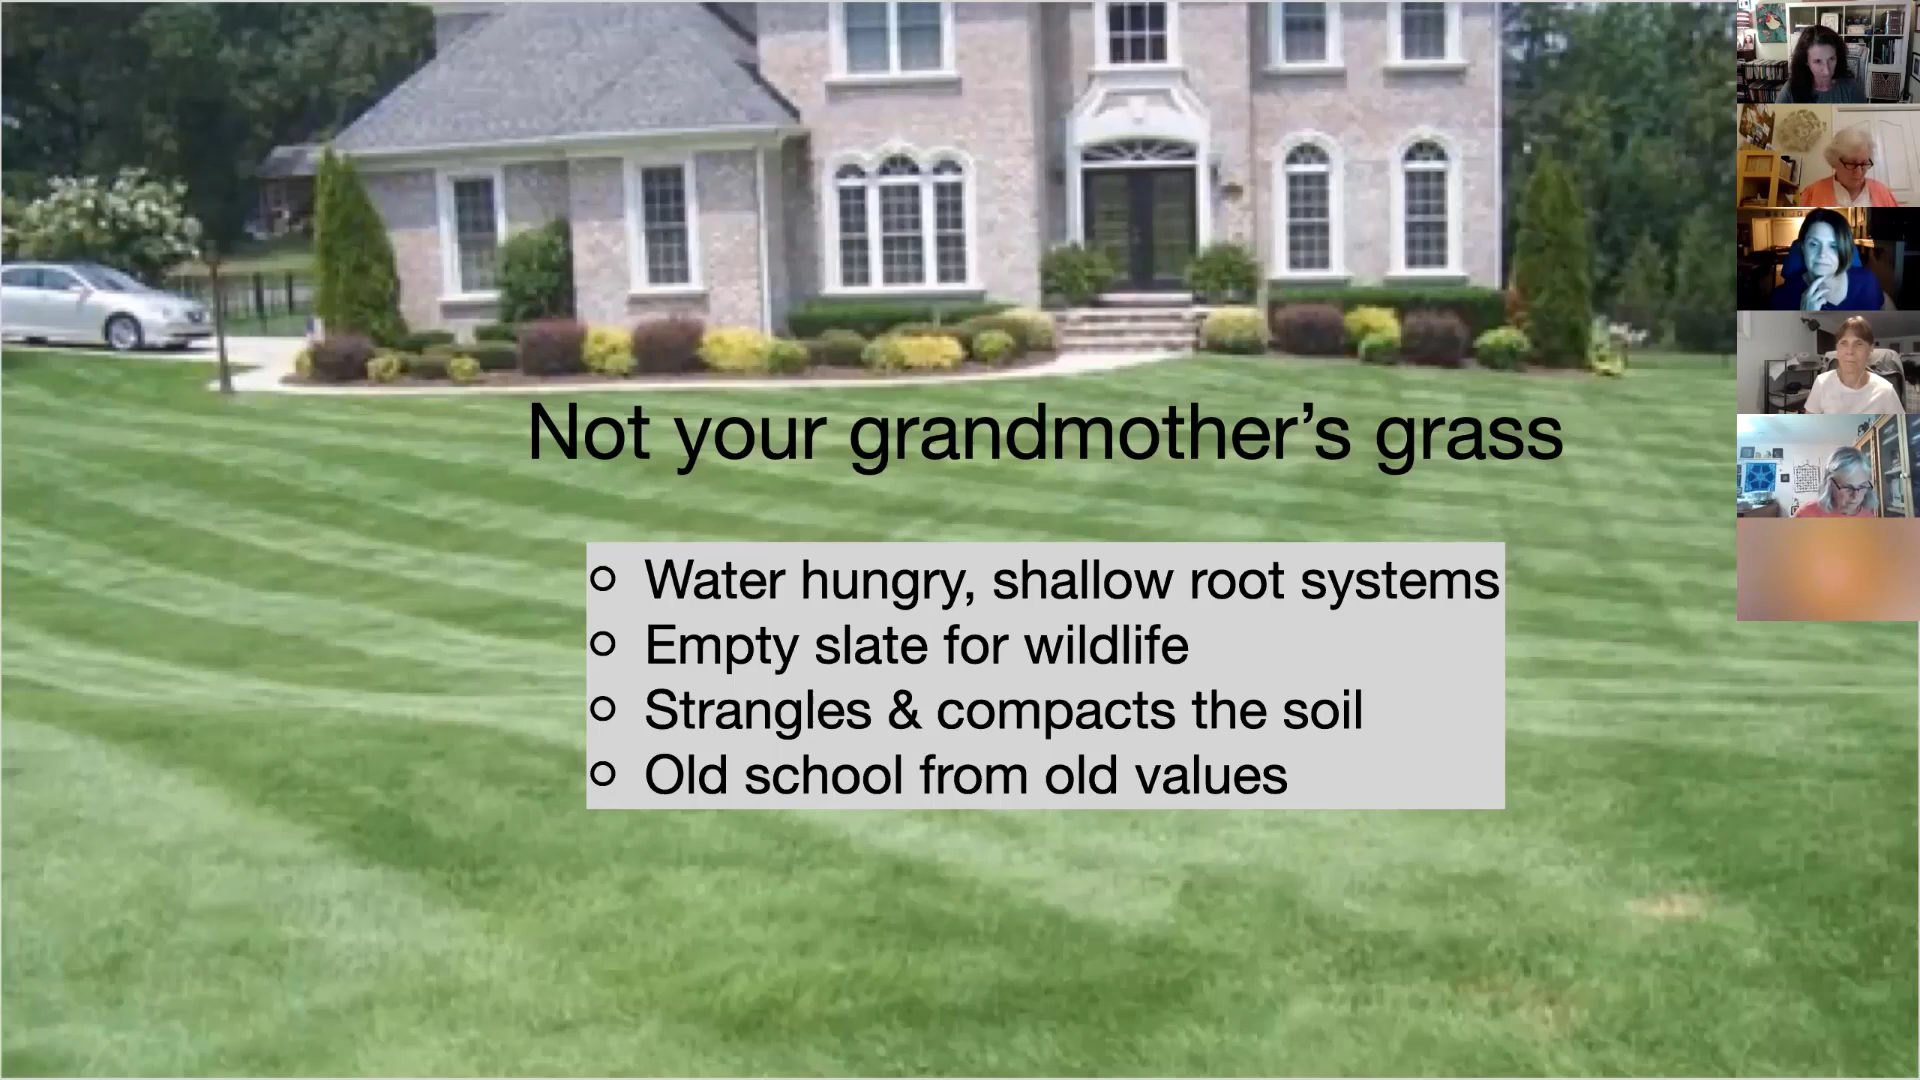 Not your grandmother’s grass
Water hungry, shallow root systems
Empty slate for wildlife
Strangles & compacts the soil
Old school from old values